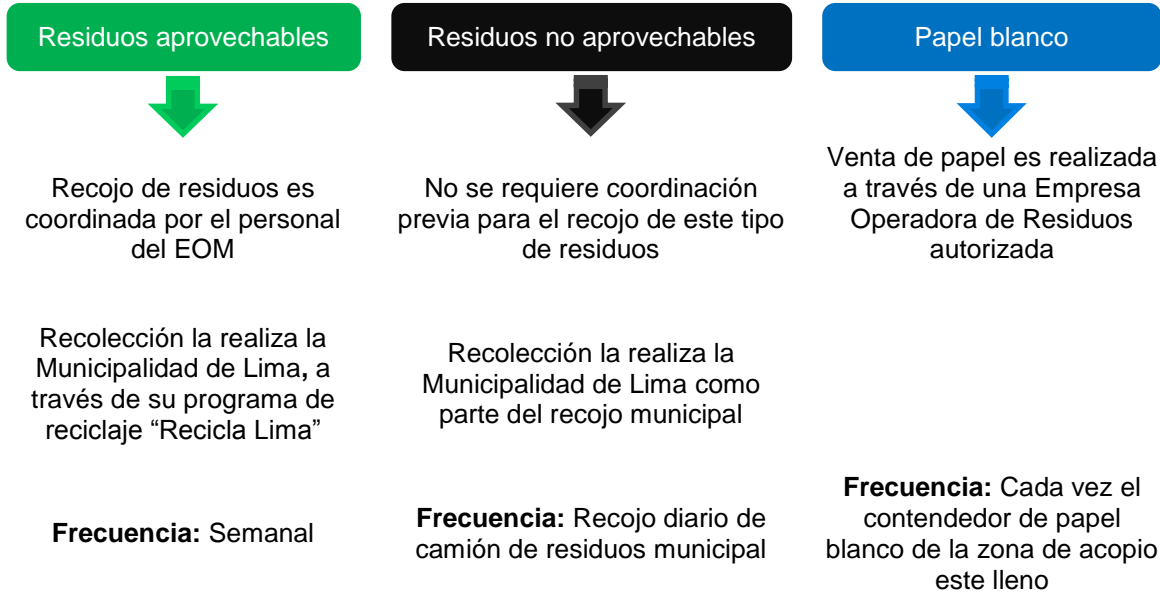 Residuos aprovechables
Recojo de residuos es
coordinada por el personal
del EOM
Recolección la realiza la
Municipalidad de Lima, a
través de su programa de
reciclaje “Recicla Lima”
Frecuencia: Semanal
Residuos no aprovechables
No se requiere coordinación
previa para el recojo de este tipo
de residuos
Recolección la realiza la
Municipalidad de Lima como
parte del recojo municipal
Frecuencia: Recojo diario de
camión de residuos municipal
Papel blanco
Venta de papel es realizada
a través de una Empresa
Operadora de Residuos
autorizada
Frecuencia: Cada vez el
contendedor de papel
blanco de la zona de acopio
este lleno